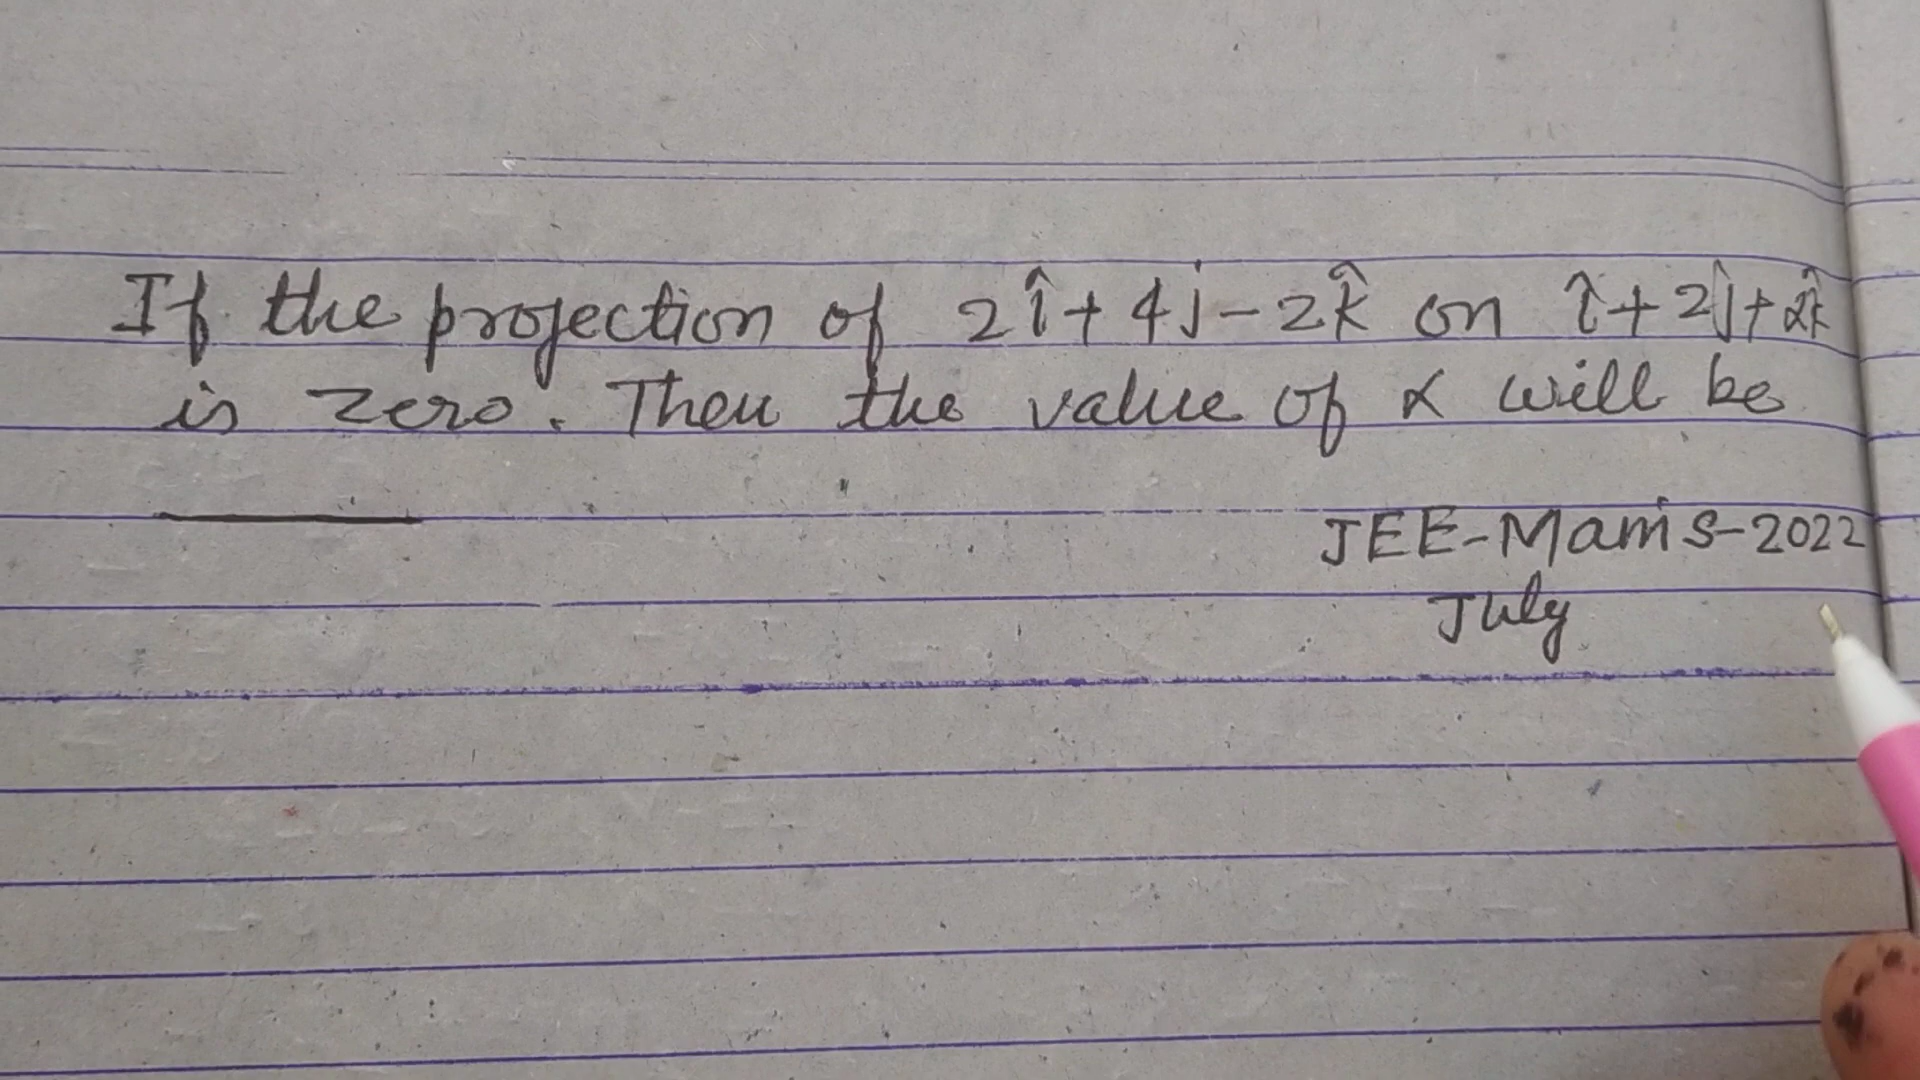 If the projection of 2î + 4j - 2k̂ on î + 2ĵ + αk̂
is zero. Then the value of α will be
JEE-Mains-2022
July